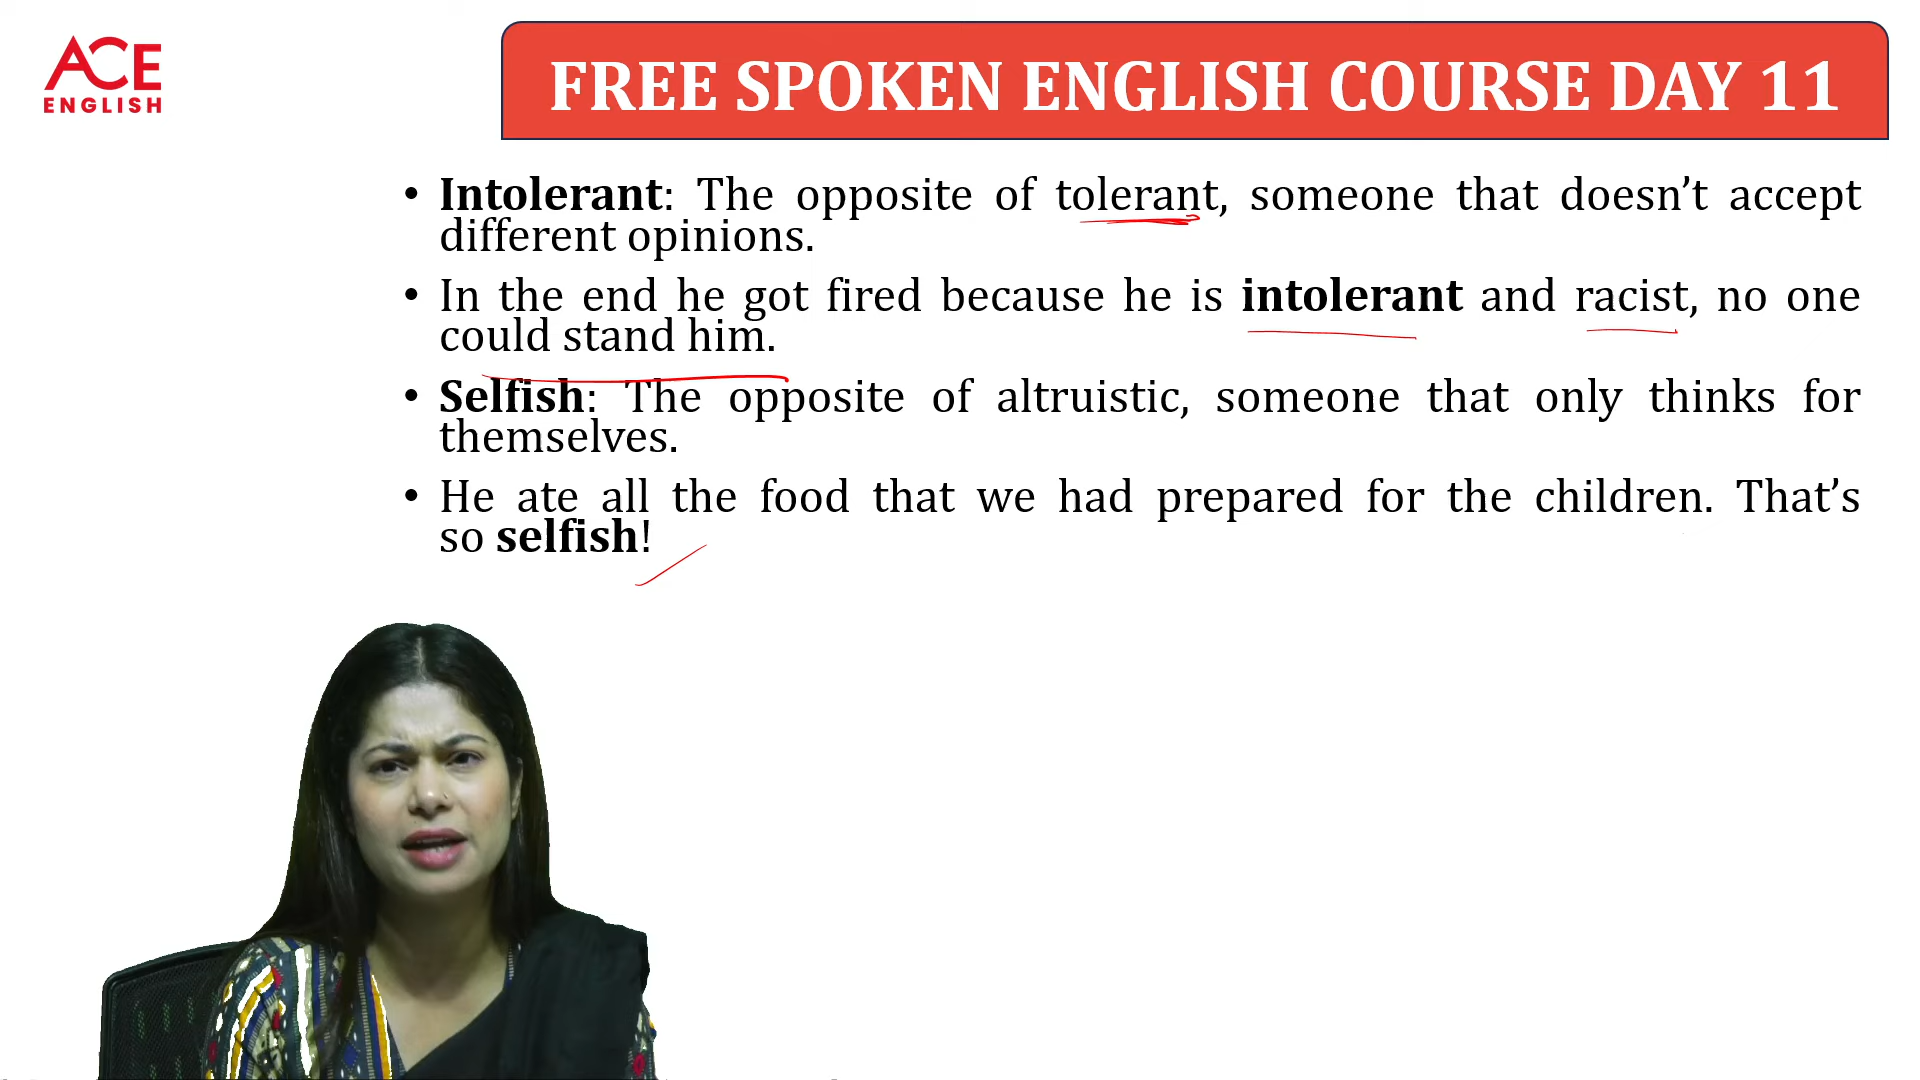 ACE
ENGLISH
FREE SPOKEN ENGLISH COURSE DAY 11
• Intolerant: The opposite of tolerant, someone that doesn’t accept
different opinions.
• In the end he got fired because he is intolerant and racist, no one
could stand him.
• Selfish: The opposite of altruistic, someone that only thinks for
themselves.
• He ate all the food that we had prepared for the children. That’s
so selfish!